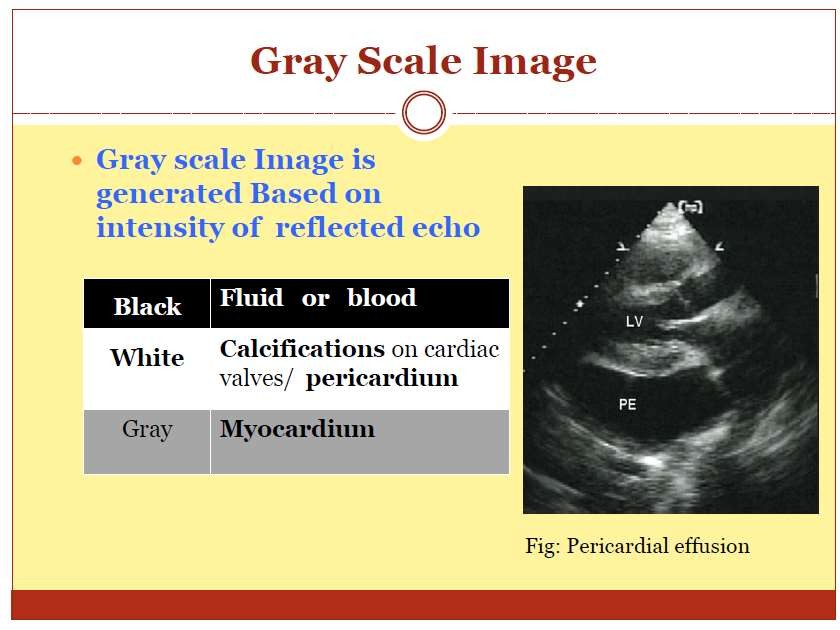 Gray Scale Image
• Gray scale Image is
generated Based on
intensity of reflected echo
Black Fluid or blood
White Calcifications on cardiac
valves/ pericardium
Gray Myocardium
LV
PE
Fig: Pericardial effusion